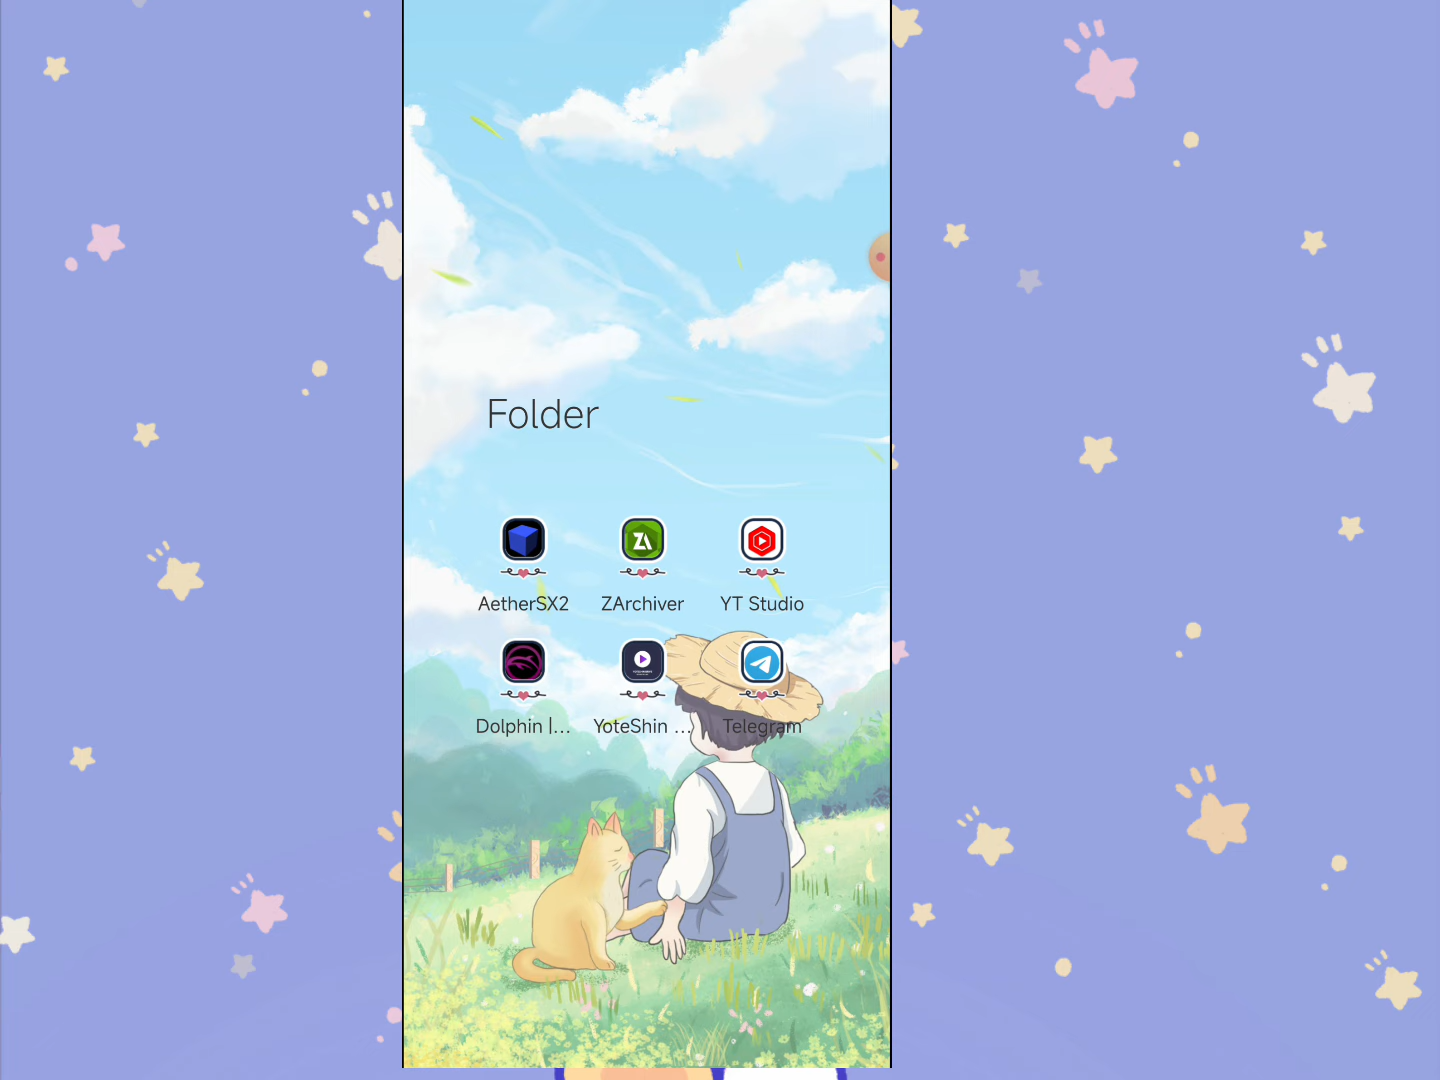 Folder
AetherSX2
ZArchiver
YT Studio
Dolphin |...
YoteShin ...
Telegram